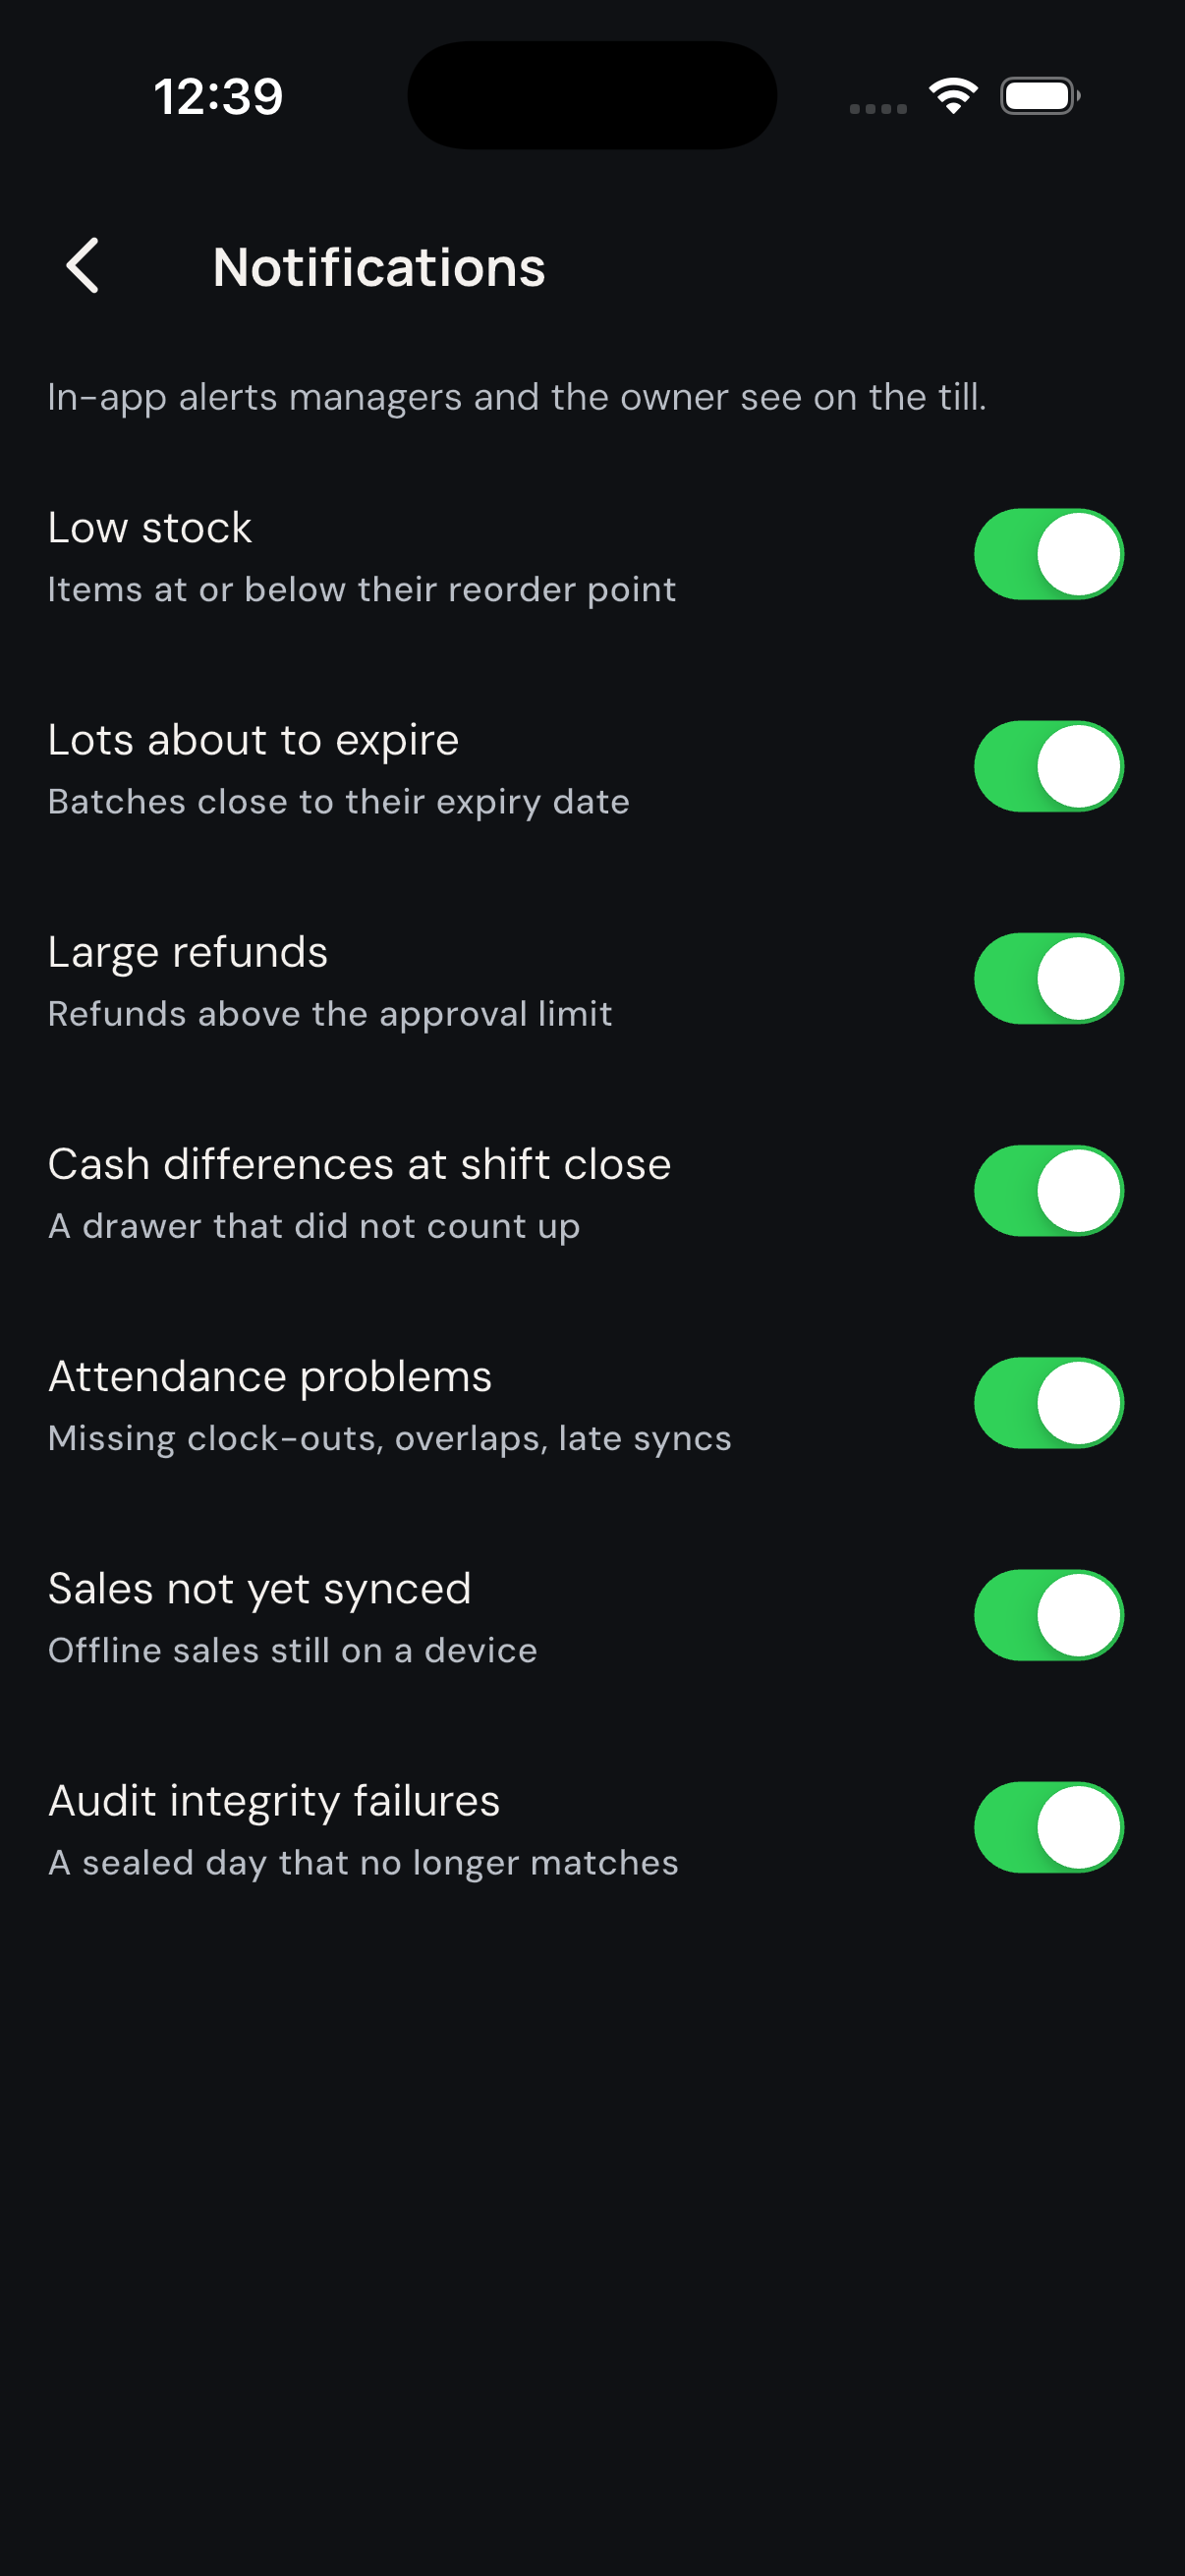 12:39
Notifications
In-app alerts managers and the owner see on the till.
Low stock
Items at or below their reorder point
Lots about to expire
Batches close to their expiry date
Large refunds
Refunds above the approval limit
Cash differences at shift close
A drawer that did not count up
Attendance problems
Missing clock-outs, overlaps, late syncs
Sales not yet synced
Offline sales still on a device
Audit integrity failures
A sealed day that no longer matches